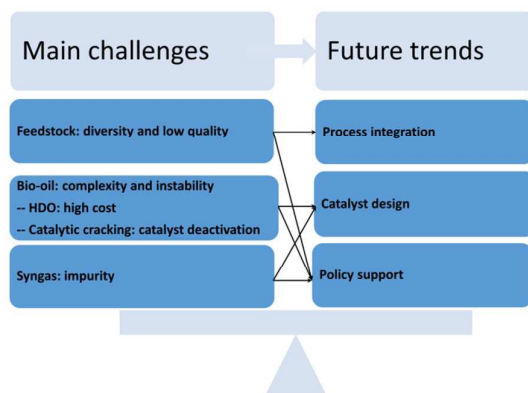 Main challenges
Future trends
Feedstock: diversity and low quality
Process integration
Bio-oil: complexity and instability
-- HDO: high cost
-- Catalytic cracking: catalyst deactivation
Catalyst design
Syngas: impurity
Policy support